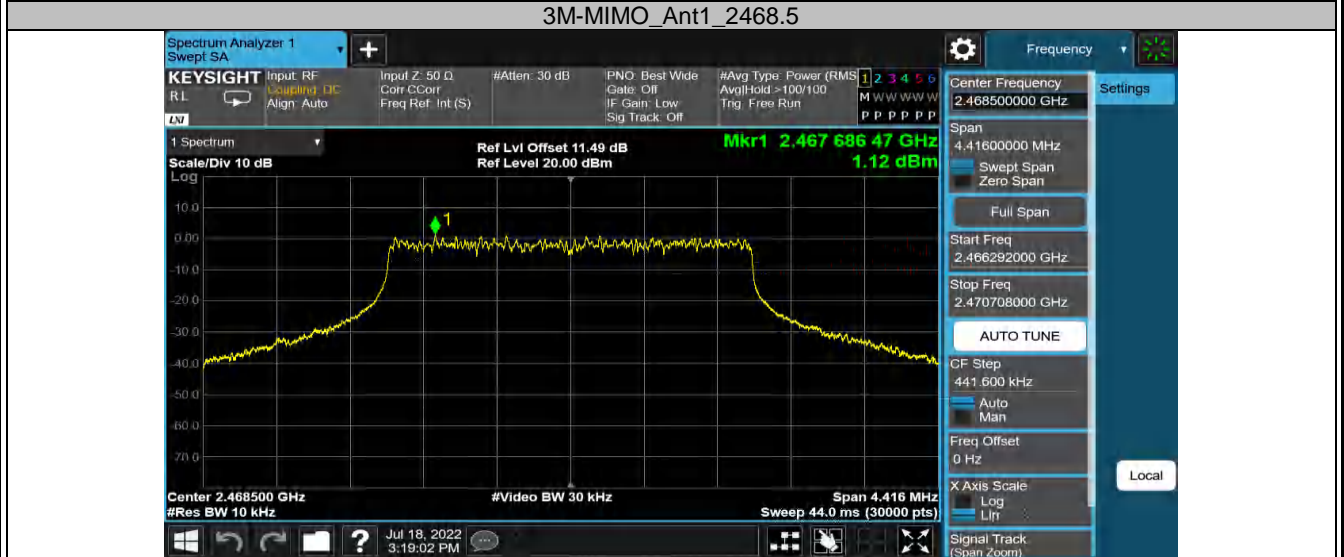 3M-MIMO_Ant1_2468.5
Spectrum Analyzer 1
Swept SA
Frequency
KEYSIGHT
RL
LXI
Input: RF
Coupling: DC
Align: Auto
Input Z: 50 Ω
Corr CCorr
Freq Ref: Int (S)
#Atten: 30 dB
PNO: Best Wide
Gate: Off
IF Gain: Low
Sig Track: Off
#Avg Type: Power (RMS
Avg|Hold:>100/100
Trig: Free Run
1 2 3 4 5 6
M W W W W W
P P P P P P
1 Spectrum
Scale/Div 10 dB
Log
Ref Lvl Offset 11.49 dB
Ref Level 20.00 dBm
Mkr1 2.467 686 47 GHz
1.12 dBm
10.0
0.00
-10.0
-20.0
-30.0
-40.0
-50.0
-60.0
-70.0
1
Center 2.468500 GHz
#Res BW 10 kHz
#Video BW 30 kHz
Span 4.416 MHz
Sweep 44.0 ms (30000 pts)
Jul 18, 2022
3:19:02 PM
Center Frequency
2.468500000 GHz
Settings
Span
4.41600000 MHz
Swept Span
Zero Span
Full Span
Start Freq
2.466292000 GHz
Stop Freq
2.470708000 GHz
AUTO TUNE
CF Step
441.600 kHz
Auto
Man
Freq Offset
0 Hz
X Axis Scale
Log
Lin
Local
Signal Track
(Span Zoom)